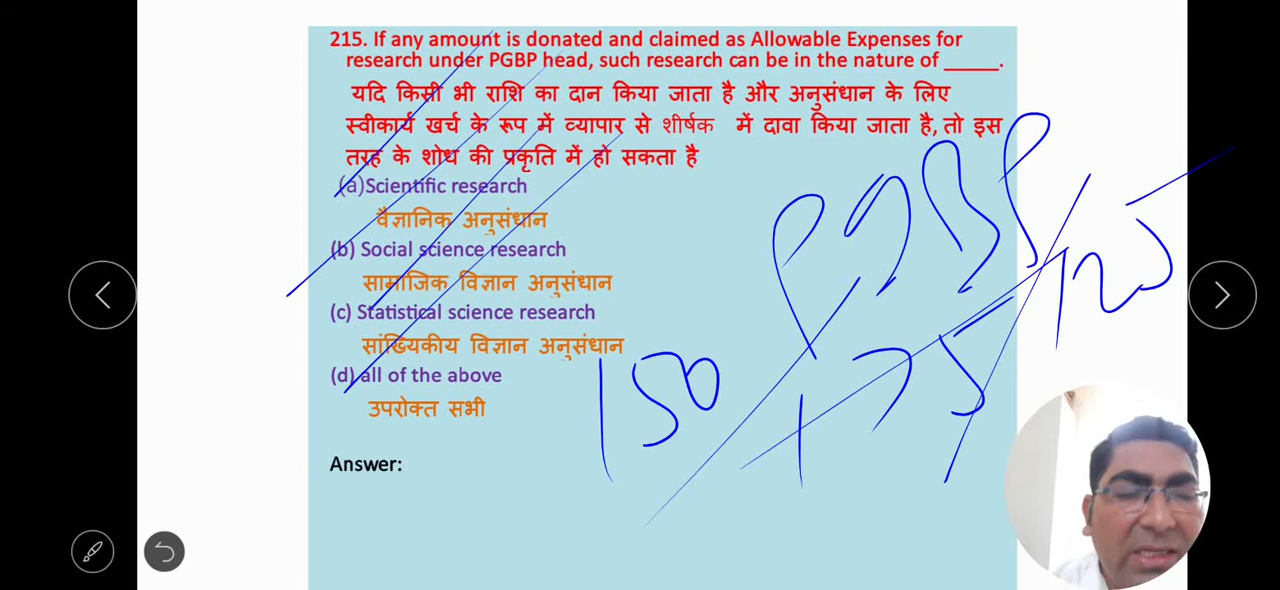 215. If any amount is donated and claimed as Allowable Expenses for
research under PGBP head, such research can be in the nature of _____.
यदि किसी भी राशि का दान किया जाता है और अनुसंधान के लिए
स्वीकार्य खर्च के रूप में व्यापार से शीर्षक में दावा किया जाता है, तो इस
तरह के शोध की प्रकृति में हो सकता है
(a)Scientific research
वैज्ञानिक अनुसंधान
(b) Social science research
सामाजिक विज्ञान अनुसंधान
(c) Statistical science research
सांख्यिकीय विज्ञान अनुसंधान
(d) all of the above
उपरोक्त सभी
Answer:
PGBP
150